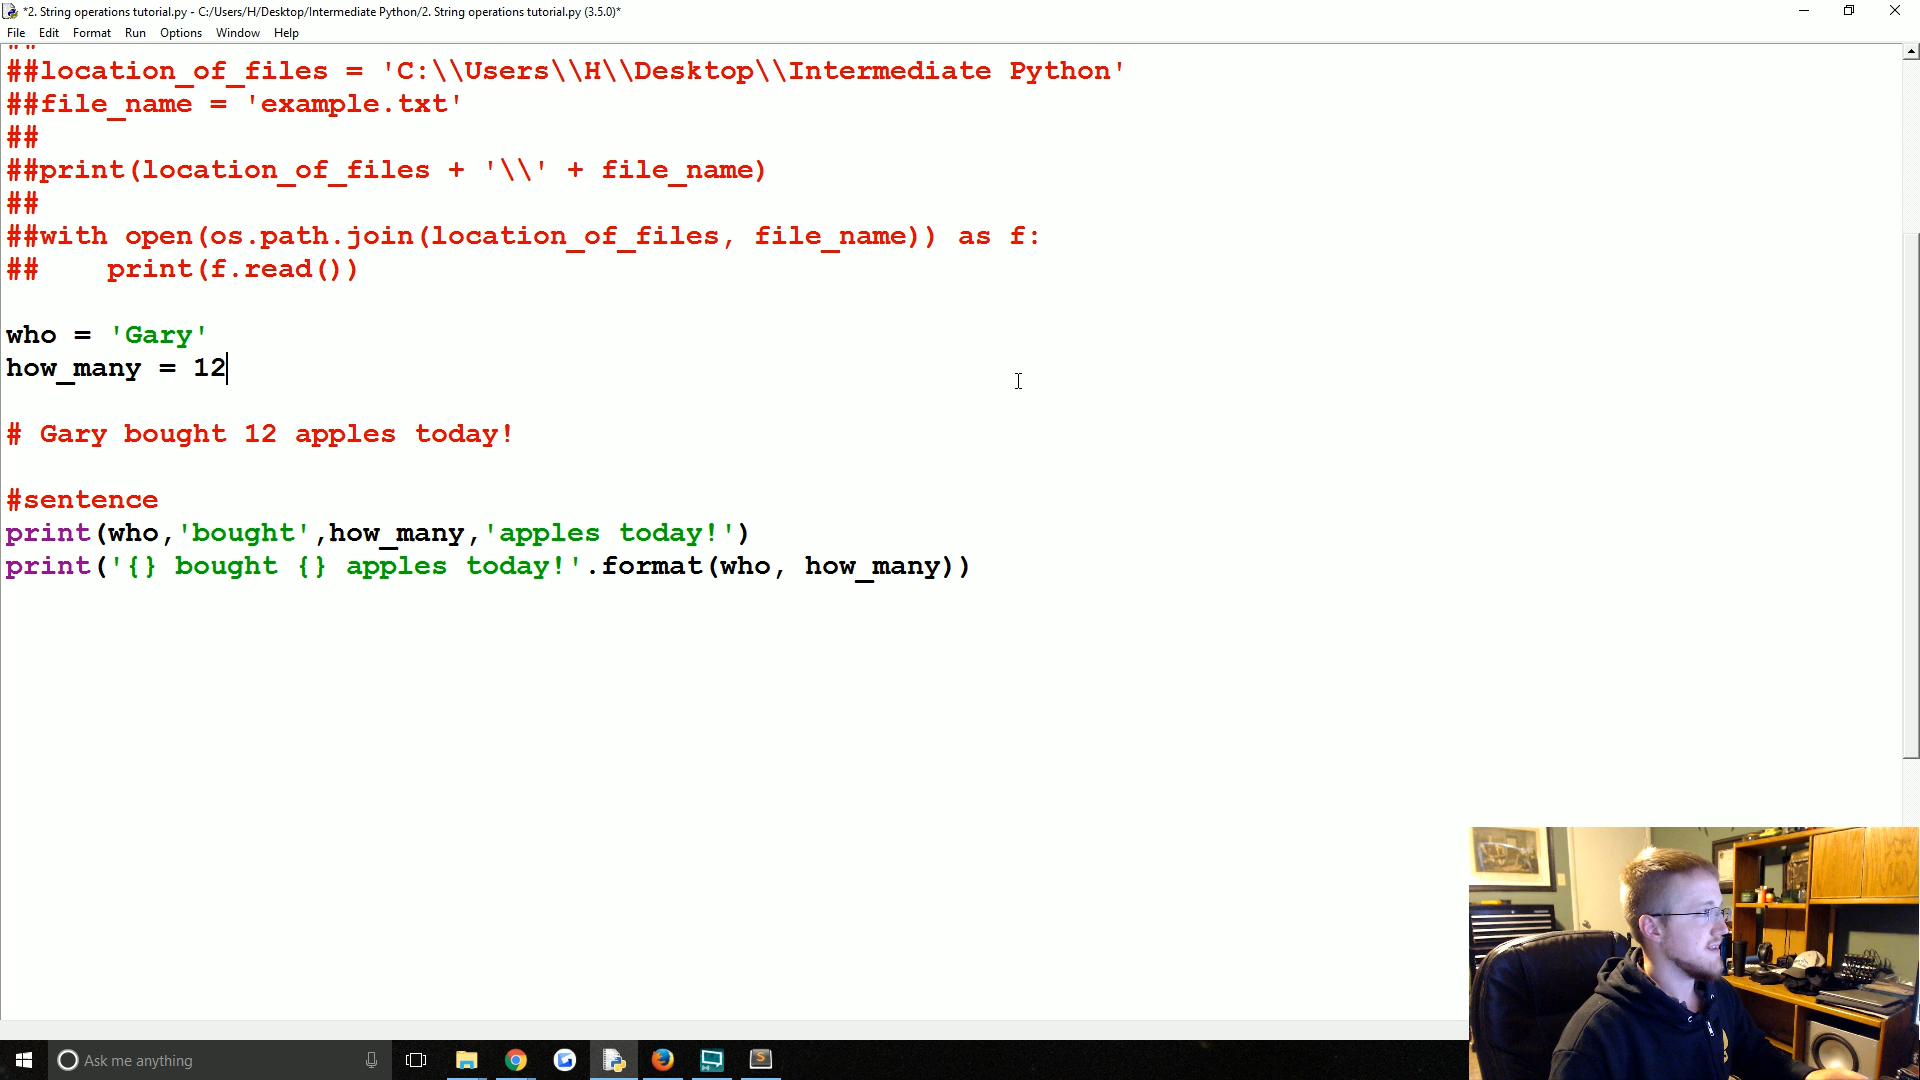 *2. String operations tutorial.py - C:/Users/H/Desktop/Intermediate Python/2. String operations tutorial.py (3.5.0)*
File Edit Format Run Options Window Help
##
##location_of_files = 'C:\\Users\\H\\Desktop\\Intermediate Python'
##file_name = 'example.txt'
##
##print(location_of_files + '\\' + file_name)
##
##with open(os.path.join(location_of_files, file_name)) as f:
##    print(f.read())
who = 'Gary'
how_many = 12
# Gary bought 12 apples today!
#sentence
print(who,'bought',how_many,'apples today!')
print('{} bought {} apples today!'.format(who, how_many))
Ask me anything